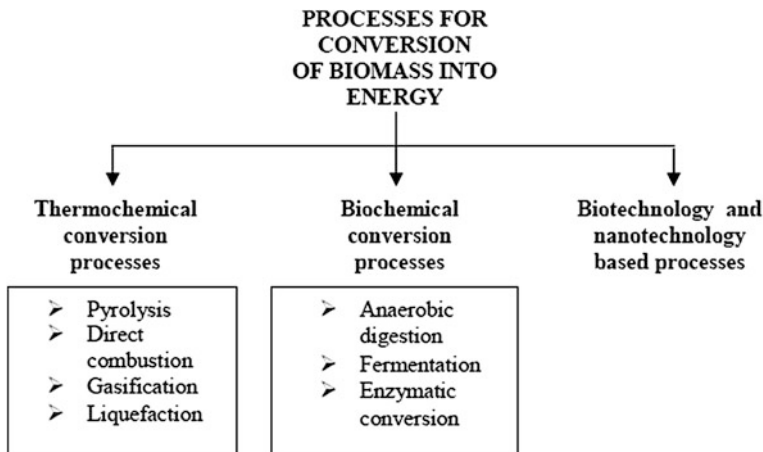 PROCESSES FOR
CONVERSION
OF BIOMASS INTO
ENERGY
Thermochemical
conversion
processes
➢ Pyrolysis
➢ Direct
combustion
➢ Gasification
➢ Liquefaction
Biochemical
conversion
processes
➢ Anaerobic
digestion
➢ Fermentation
➢ Enzymatic
conversion
Biotechnology and
nanotechnology
based processes